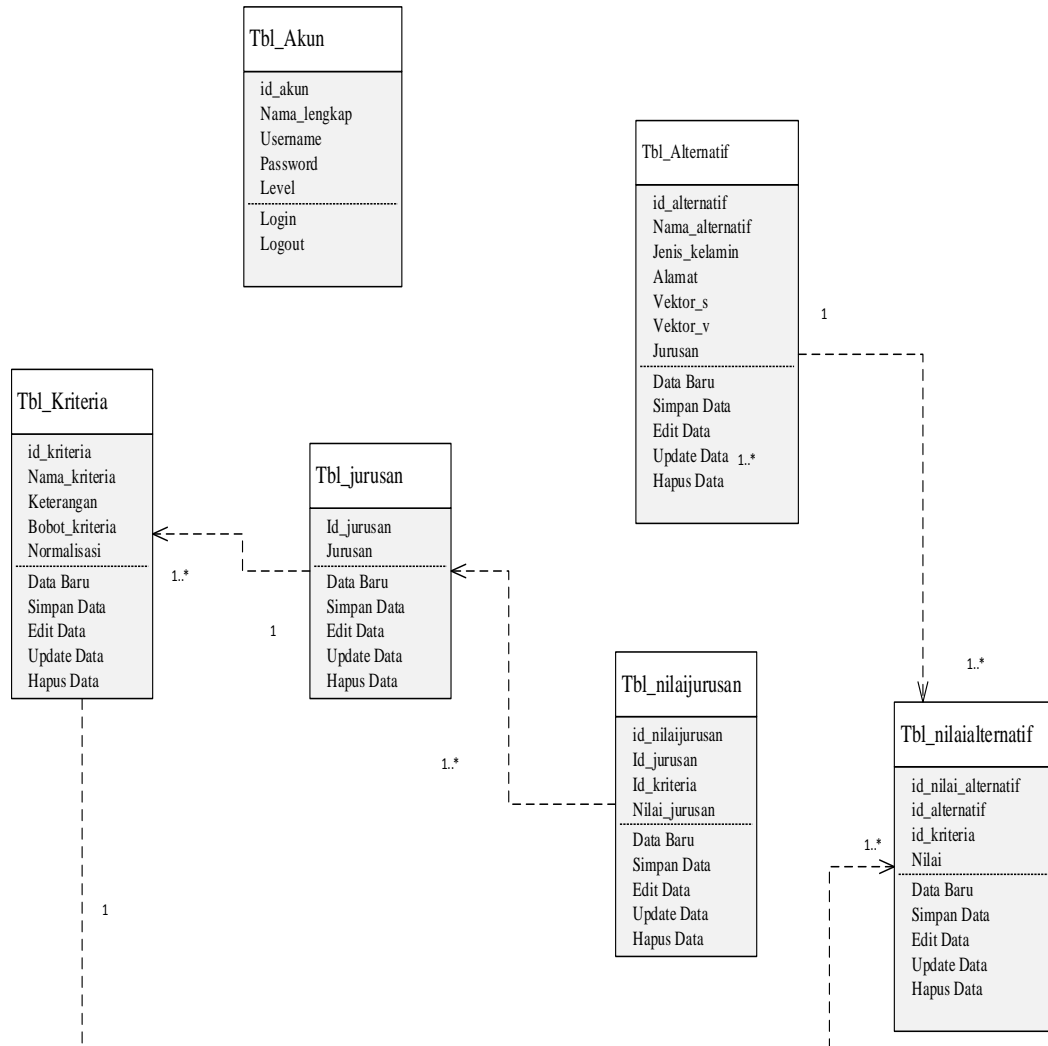 Tbl_Akun
id_akun
Nama_lengkap
Username
Password
Level
Login
Logout
Tbl_Alternatif
id_alternatif
Nama_alternatif
Jenis_kelamin
Alamat
Vektor_s
Vektor_v
Jurusan
Data Baru
Simpan Data
Edit Data
Update Data 1..*
Hapus Data
1
Tbl_Kriteria
id_kriteria
Nama_kriteria
Keterangan
Bobot_kriteria
Normalisasi
Data Baru
Simpan Data
Edit Data
Update Data
Hapus Data
1..*
1
Tbl_jurusan
Id_jurusan
Jurusan
Data Baru
Simpan Data
Edit Data
Update Data
Hapus Data
1..*
Tbl_nilaijurusan
id_nilaijurusan
Id_jurusan
Id_kriteria
Nilai_jurusan
Data Baru
Simpan Data
Edit Data
Update Data
Hapus Data
1..*
Tbl_nilaialternatif
id_nilai_alternatif
id_alternatif
id_kriteria
Nilai
Data Baru
Simpan Data
Edit Data
Update Data
Hapus Data
1..*
1